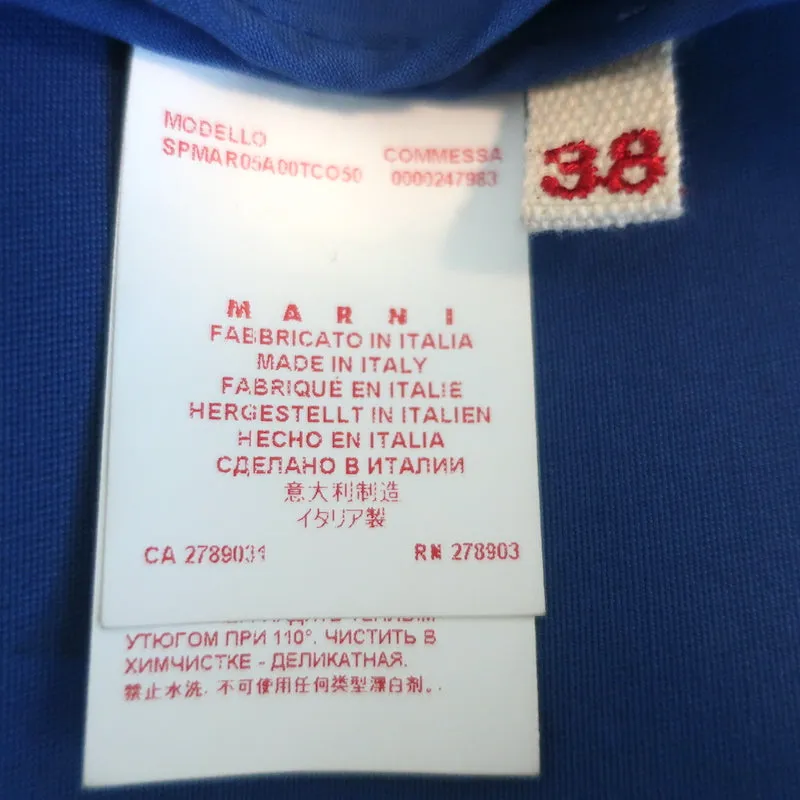 MODELLO
SPMAR05A00TCO50
COMMESSA
0000247983
38
MARNI
FABBRICATO IN ITALIA
MADE IN ITALY
FABRIQUÉ EN ITALIE
HERGESTELLT IN ITALIEN
HECHO EN ITALIA
СДЕЛАНО В ИТАЛИИ
意大利制造
イタリア製
CA 2789031
RN 278903
УТЮГОМ ПРИ 110°. ЧИСТИТЬ В
ХИМЧИСТКЕ - ДЕЛИКАТНАЯ.
禁止水洗. 不可使用任何类型漂白剂。.